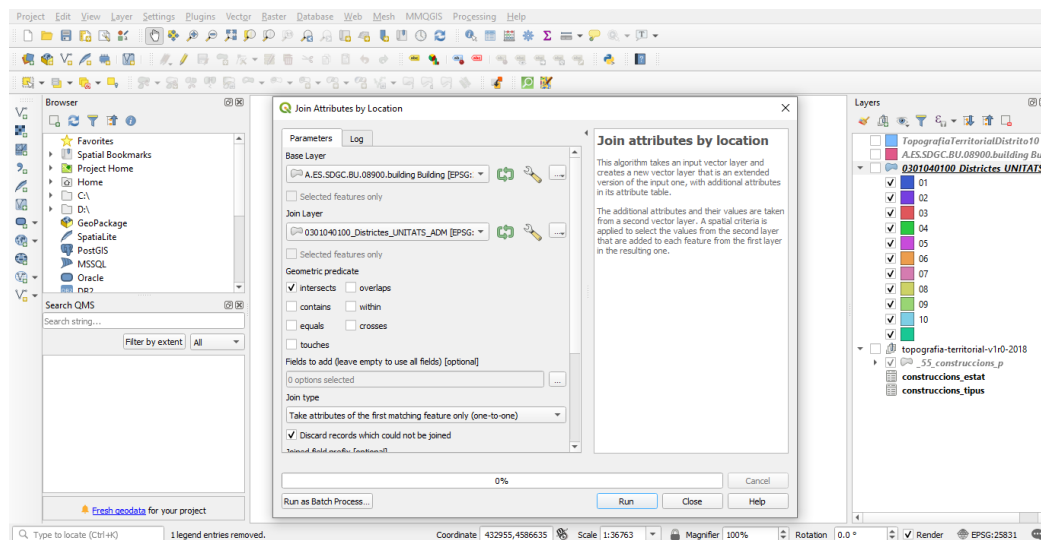 Project Edit View Layer Settings Plugins Vector Raster Database Web Mesh MMQGIS Processing Help
Browser
Favorites
Spatial Bookmarks
Project Home
Home
C:\
D:\
GeoPackage
SpatiaLite
PostGIS
MSSQL
Oracle
DB2
Search QMS
Search string...
Filter by extent All
Fresh geodata for your project
Join Attributes by Location
Parameters Log
Base Layer
A.ES.SDGC.BU.08900.building Building [EPSG:
Selected features only
Join Layer
0301040100_Districtes_UNITATS_ADM [EPSG:
Selected features only
Geometric predicate
intersects overlaps
contains within
equals crosses
touches
Fields to add (leave empty to use all fields) [optional]
0 options selected
Join type
Take attributes of the first matching feature only (one-to-one)
Discard records which could not be joined
Joined field prefix [optional]
Join attributes by location
This algorithm takes an input vector layer and
creates a new vector layer that is an extended
version of the input one, with additional attributes
in its attribute table.
The additional attributes and their values are taken
from a second vector layer. A spatial criteria is
applied to select the values from the second layer
that are added to each feature from the first layer
in the resulting one.
0% Cancel
Run as Batch Process... Run Close Help
Layers
TopografiaTerritorialDistrito10
A.ES.SDGC.BU.08900.building Bu
0301040100_Districtes_UNITATS
01
02
03
04
05
06
07
08
09
10
topografia-territorial-v1r0-2018
_55_construccions_p
construccions_estat
construccions_tipus
Type to locate (Ctrl+K) 1 legend entries removed. Coordinate 432955,4586635 Scale 1:36763 Magnifier 100% Rotation 0.0 ° Render EPSG:25831